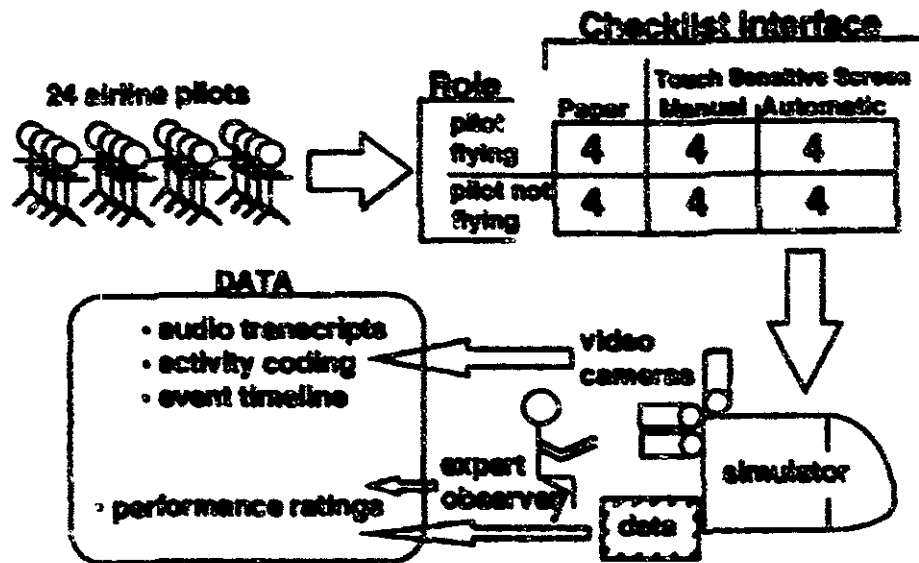 Checklist Interface
24 airline pilots
Role
Touch Sensitive Screen
Paper Manual Automatic
pilot flying
4 4 4
pilot not flying
4 4 4
DATA
· audio transcripts
· activity coding
· event timeline
video cameras
expert observer
simulator
· performance ratings
data